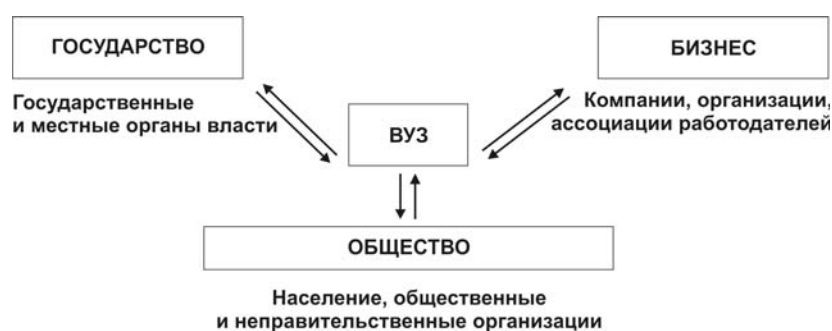 ГОСУДАРСТВО
БИЗНЕС
Государственные
и местные органы власти
Компании, организации,
ассоциации работодателей
ВУЗ
ОБЩЕСТВО
Население, общественные
и неправительственные организации